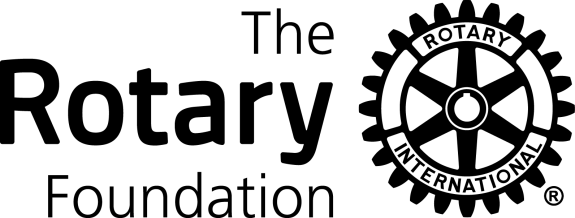 The
Rotary
Foundation
ROTARY
INTERNATIONAL
®